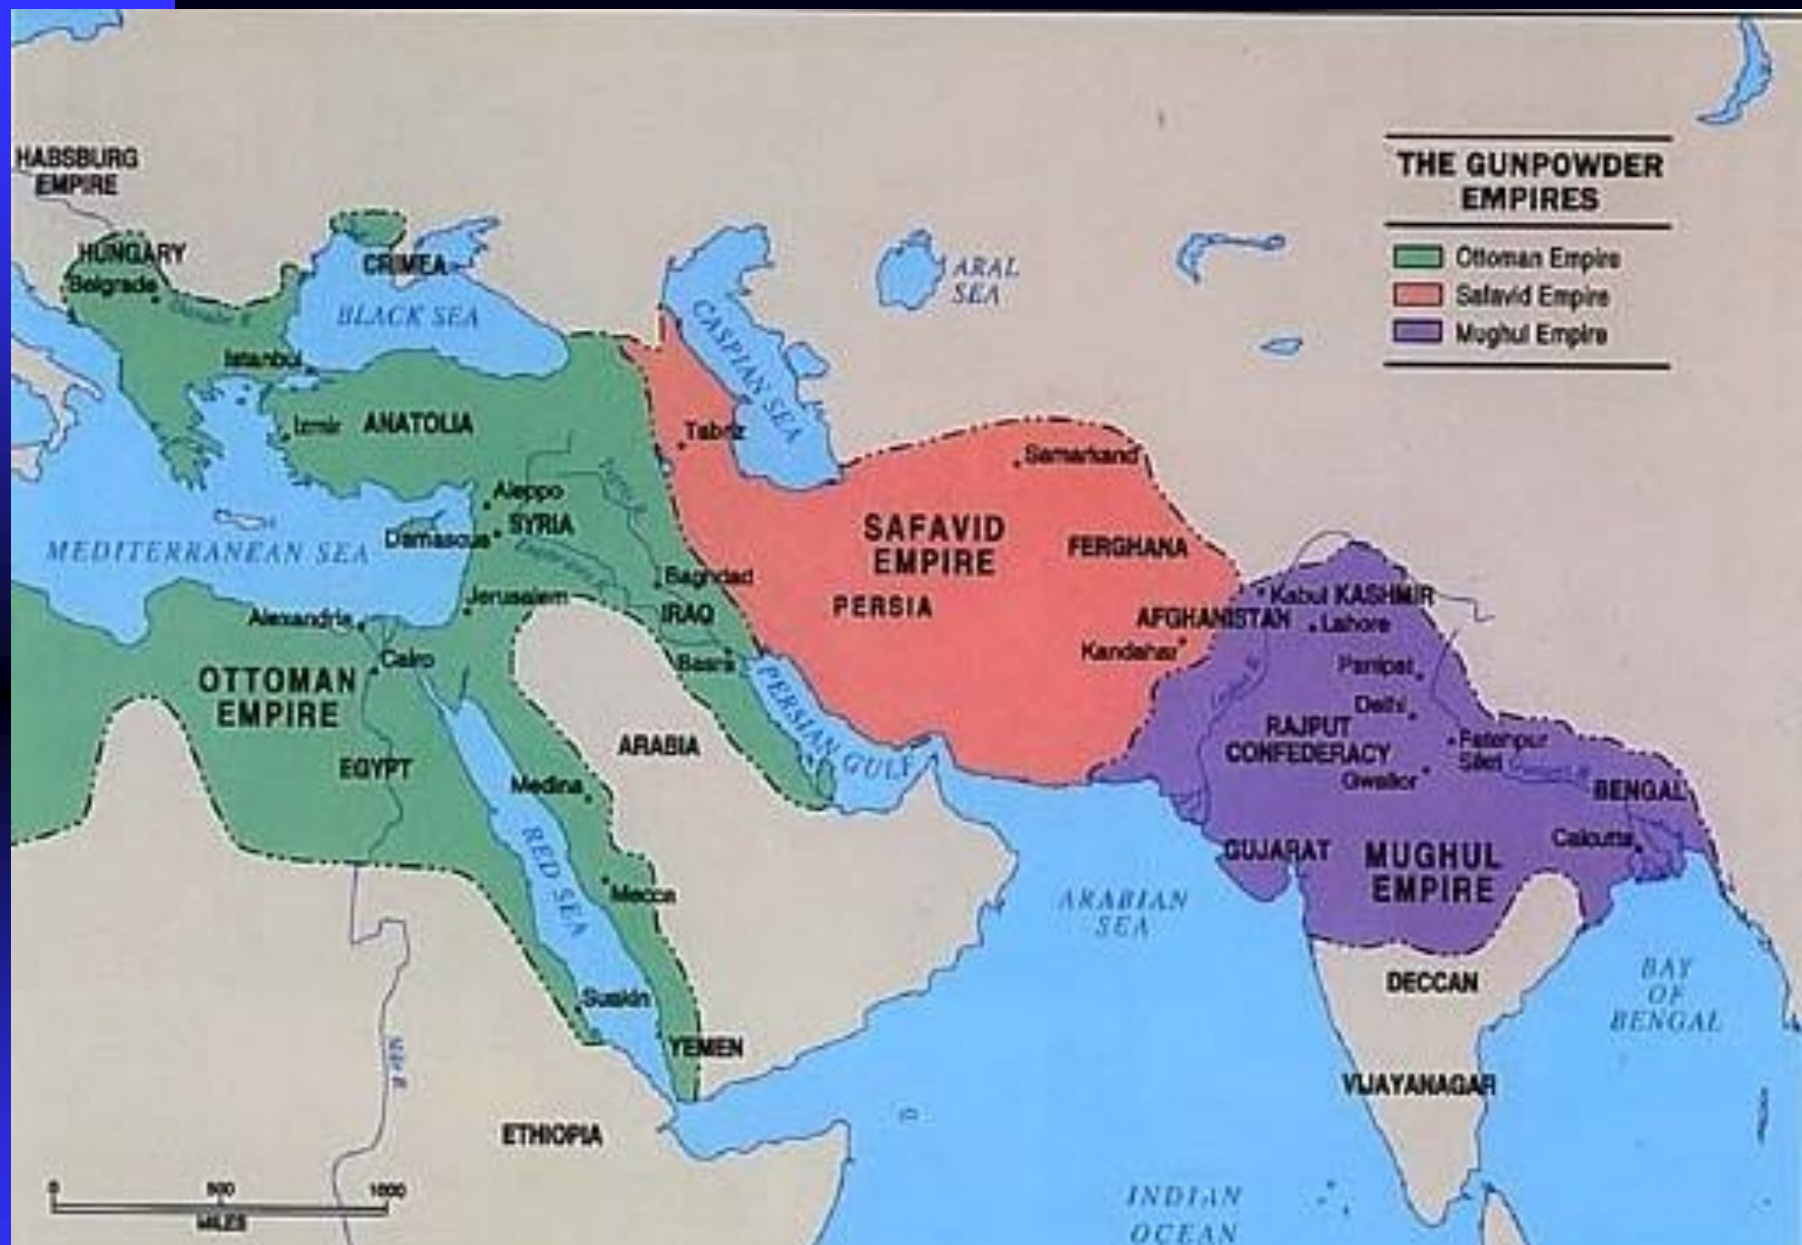 THE GUNPOWDER
EMPIRES
Ottoman Empire
Safavid Empire
Mughul Empire
HABSBURG
EMPIRE
HUNGARY
Belgrade
Danube R
CRIMEA
BLACK SEA
Istanbul
Izmir
ANATOLIA
CASPIAN SEA
ARAL
SEA
Tabriz
Samarkand
Aleppo
SYRIA
Damascus
MEDITERRANEAN SEA
SAFAVID
EMPIRE
PERSIA
FERGHANA
Baghdad
IRAQ
Jerusalem
Alexandria
Cairo
Basra
OTTOMAN
EMPIRE
EGYPT
ARABIA
PERSIAN GULF
Medina
RED SEA
Mecca
Suakin
YEMEN
ETHIOPIA
Kabul
KASHMIR
AFGHANISTAN
Lahore
Kandahar
Panipat
Delhi
RAJPUT
CONFEDERACY
Fatehpur
Gwalior
BENGAL
Calcutta
GUJARAT
MUGHUL
EMPIRE
ARABIAN
SEA
DECCAN
BAY
OF
BENGAL
VIJAYANAGAR
INDIAN
OCEAN
0 500 1000
MILES